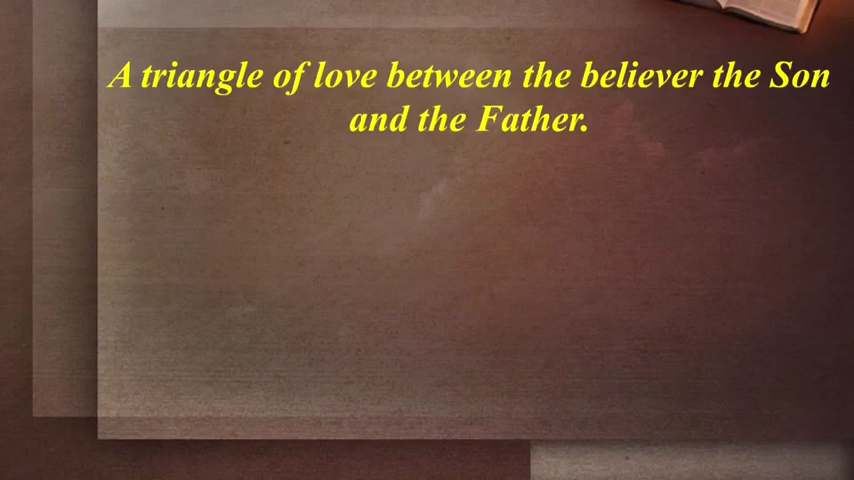 A triangle of love between the believer the Son
and the Father.